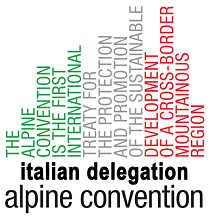 THE
ALPINE
CONVENTION
IS THE FIRST
INTERNATIONAL
TREATY FOR
THE PROTECTION
AND PROMOTION
OF THE SUSTAINABLE
DEVELOPMENT
OF A CROSS-BORDER
MOUNTAINOUS
REGION
italian delegation
alpine convention